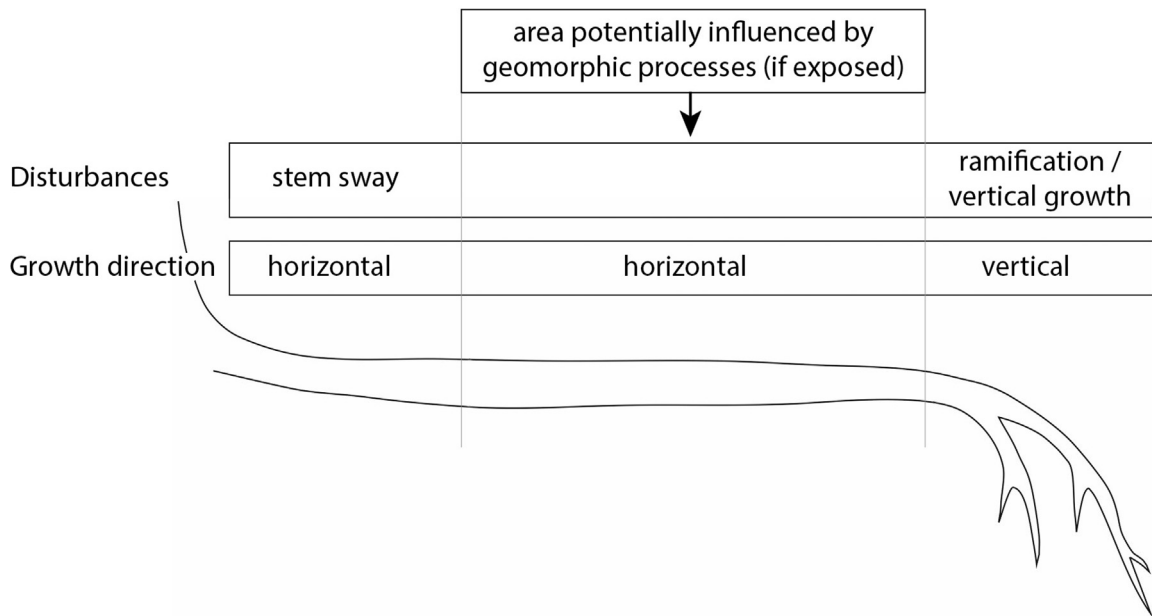 area potentially influenced by
geomorphic processes (if exposed)
Disturbances
stem sway
ramification /
vertical growth
Growth direction
horizontal
horizontal
vertical